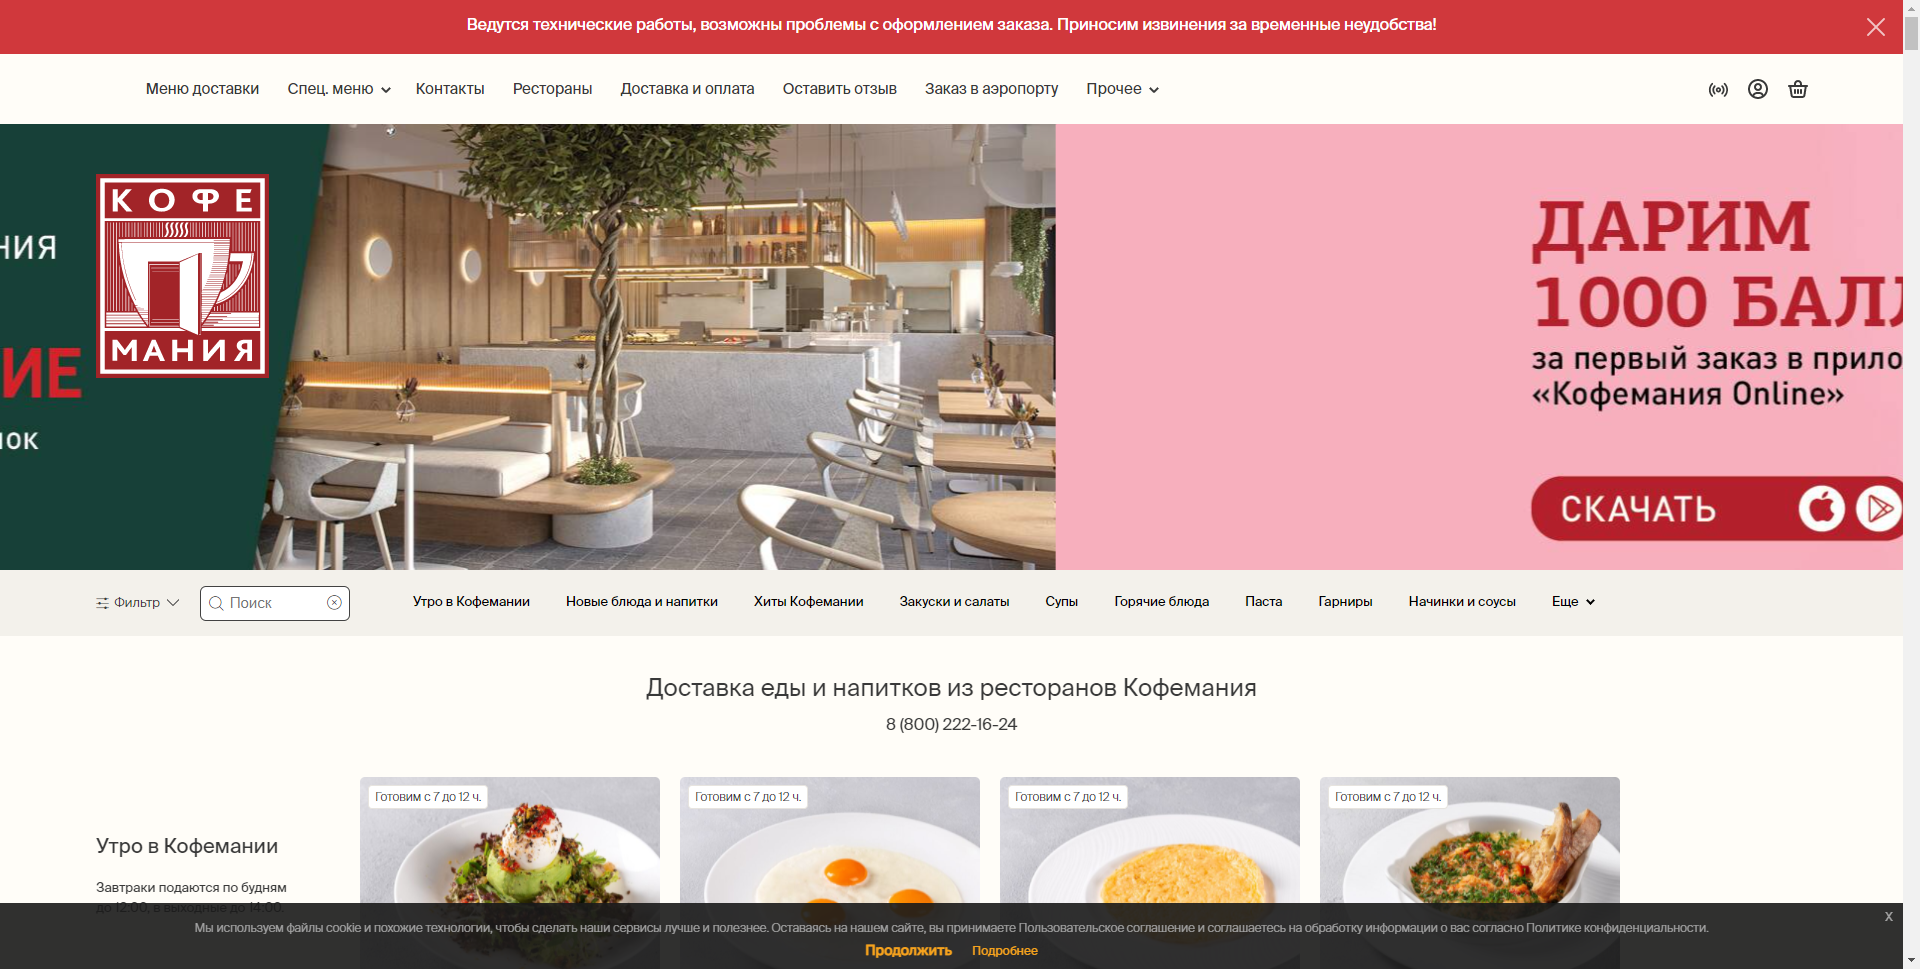 Ведутся технические работы, возможны проблемы с оформлением заказа. Приносим извинения за временные неудобства!
Меню доставки Спец. меню Контакты Рестораны Доставка и оплата Оставить отзыв Заказ в аэропорту Прочее
НИЯ
ИЕ
ок
КОФЕ
МАНИЯ
ДАРИМ
1000 БАЛЛ
за первый заказ в прило
«Кофемания Online»
СКАЧАТЬ
Фильтр Поиск Утро в Кофемании Новые блюда и напитки Хиты Кофемании Закуски и салаты Супы Горячие блюда Паста Гарниры Начинки и соусы Еще
Доставка еды и напитков из ресторанов Кофемания
8 (800) 222-16-24
Готовим с 7 до 12 ч. Готовим с 7 до 12 ч. Готовим с 7 до 12 ч. Готовим с 7 до 12 ч.
Утро в Кофемании
Завтраки подаются по будням
до 12:00, в выходные до 14:00.
x
Мы используем файлы cookie и похожие технологии, чтобы сделать наши сервисы лучше и полезнее. Оставаясь на нашем сайте, вы принимаете Пользовательское соглашение и соглашаетесь на обработку информации о вас согласно Политике конфиденциальности.
Продолжить Подробнее